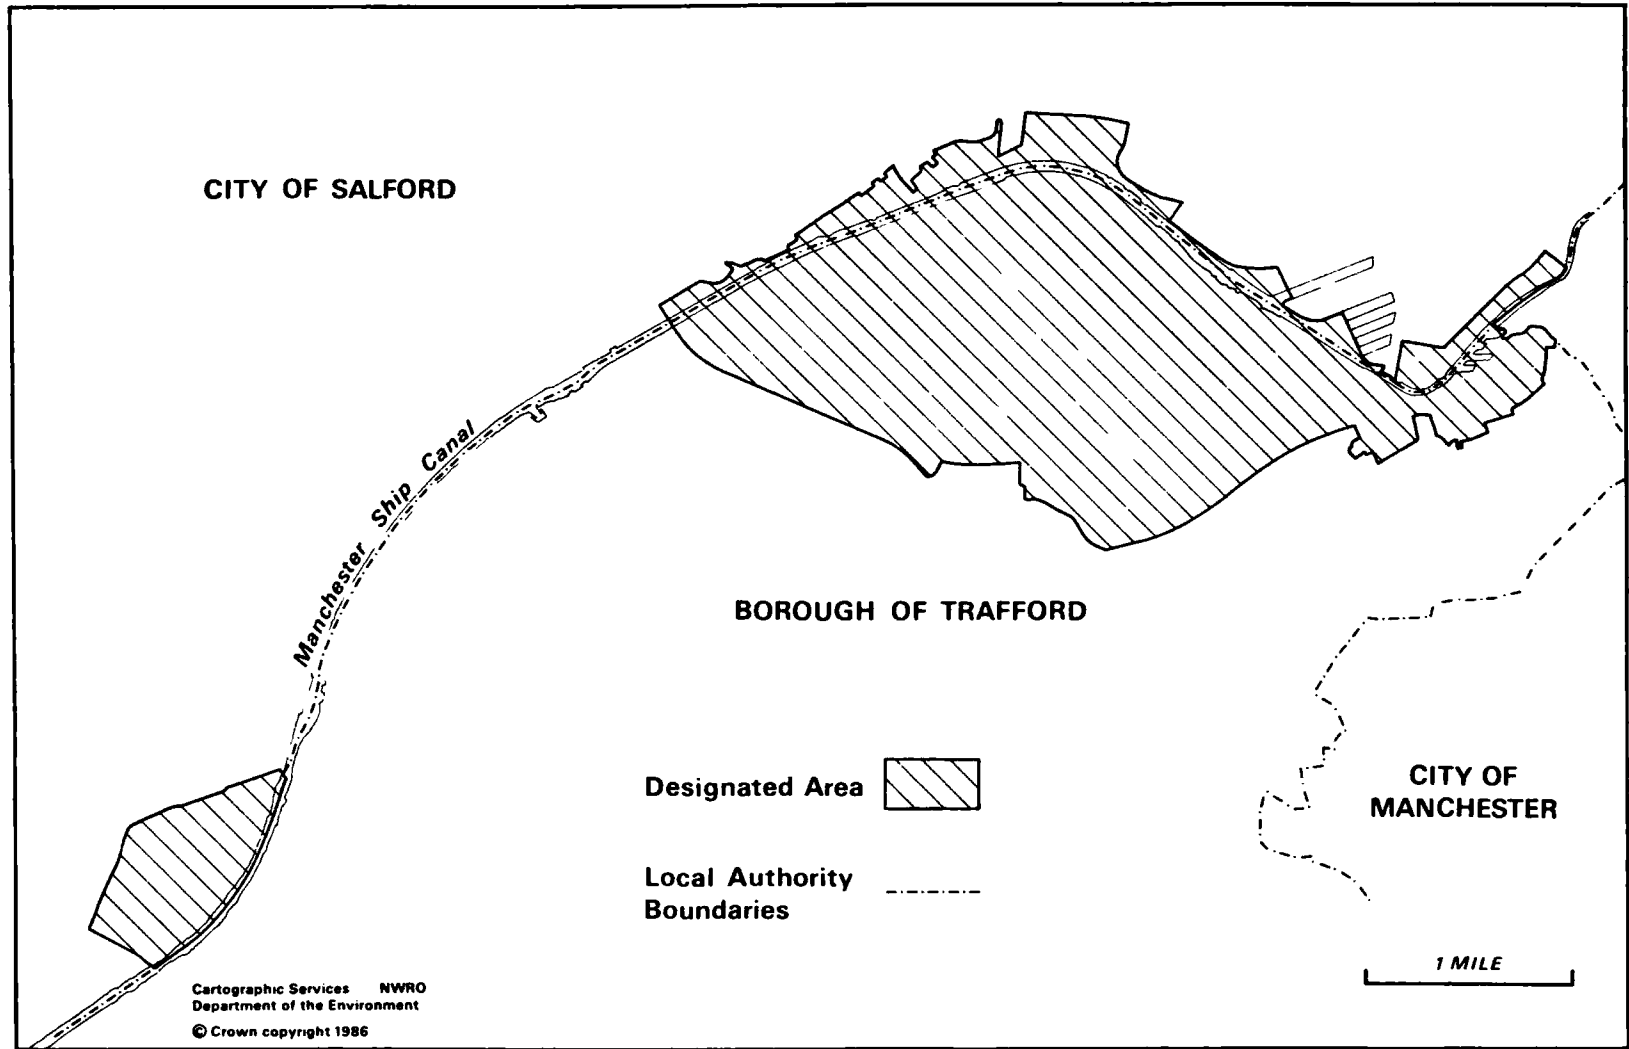 CITY OF SALFORD
Manchester Ship Canal
BOROUGH OF TRAFFORD
Designated Area
Local Authority
Boundaries
CITY OF
MANCHESTER
1 MILE
Cartographic Services NWRO
Department of the Environment
© Crown copyright 1986